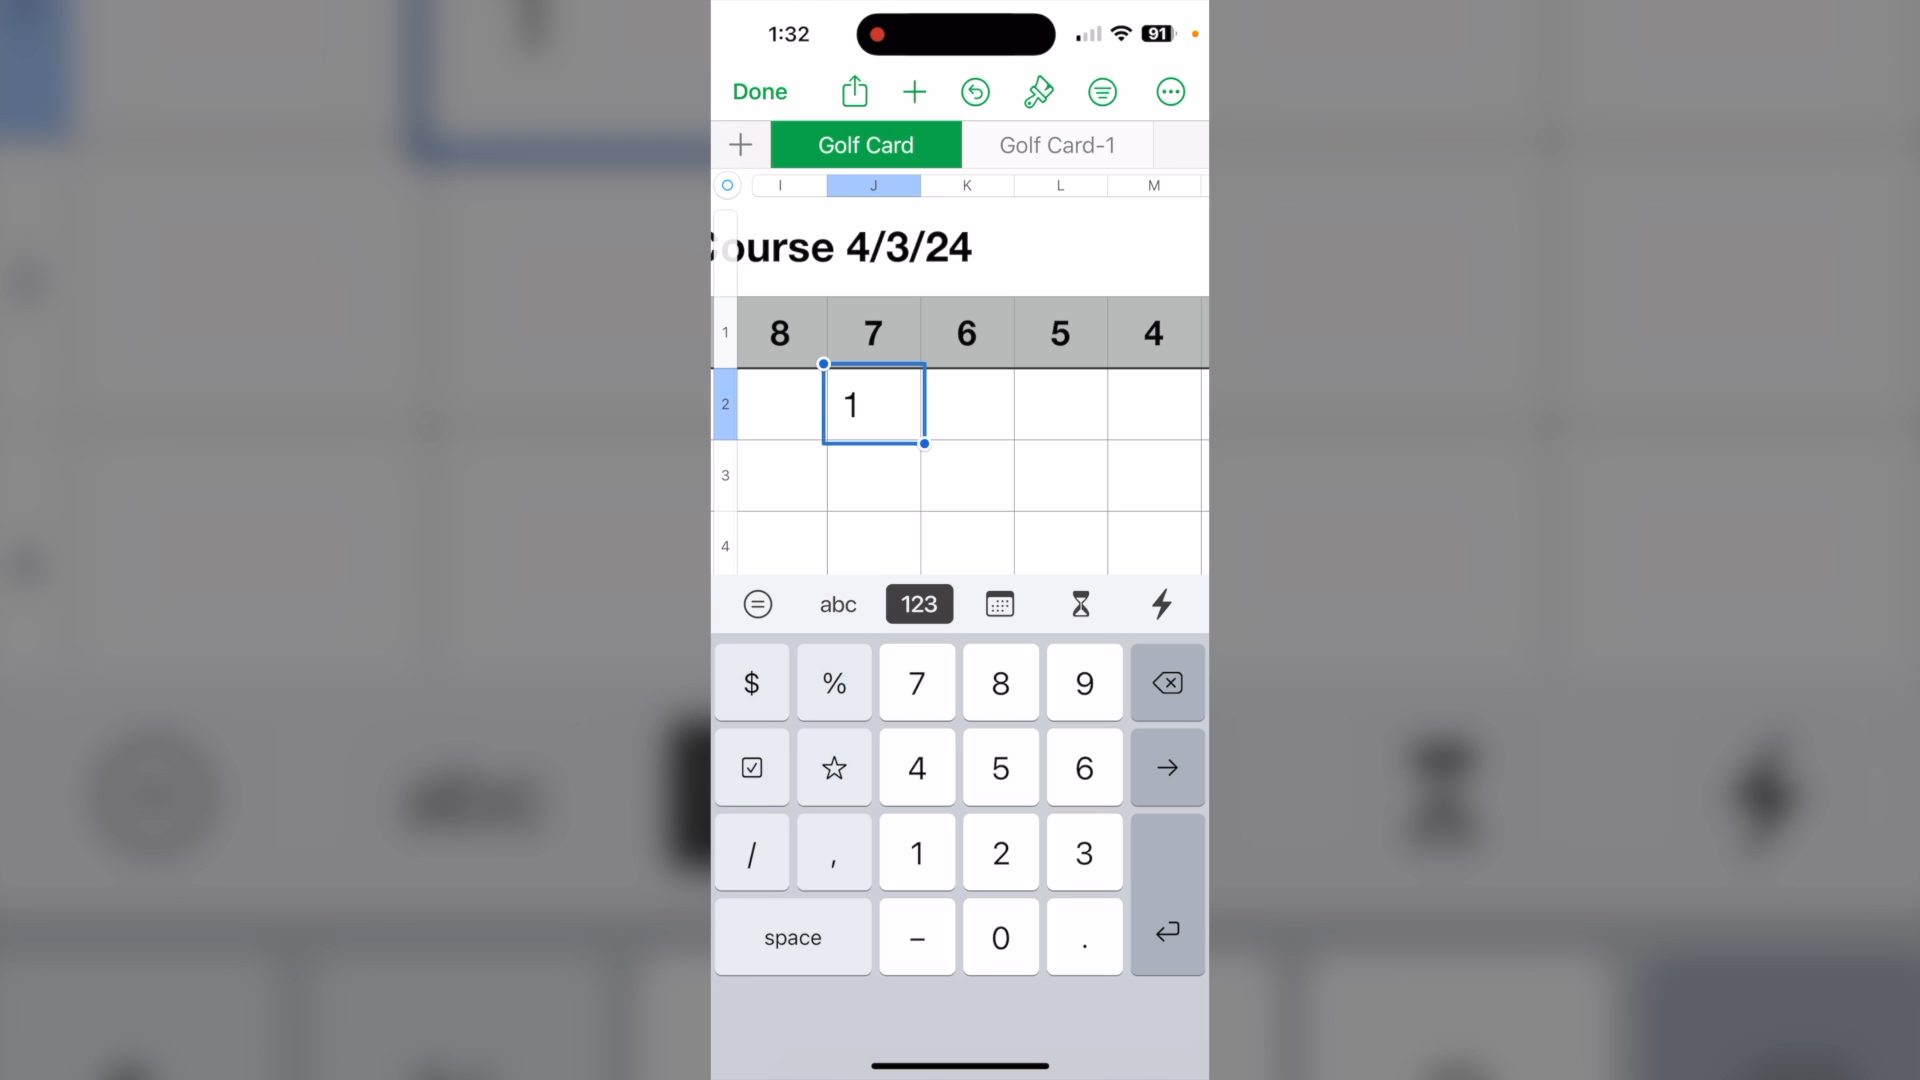 1:32 91
Done
Golf Card Golf Card-1
I J K L M
ourse 4/3/24
1 8 7 6 5 4
2 1
3
4
abc 123
$ % 7 8 9
4 5 6
/ , 1 2 3
space – 0 .